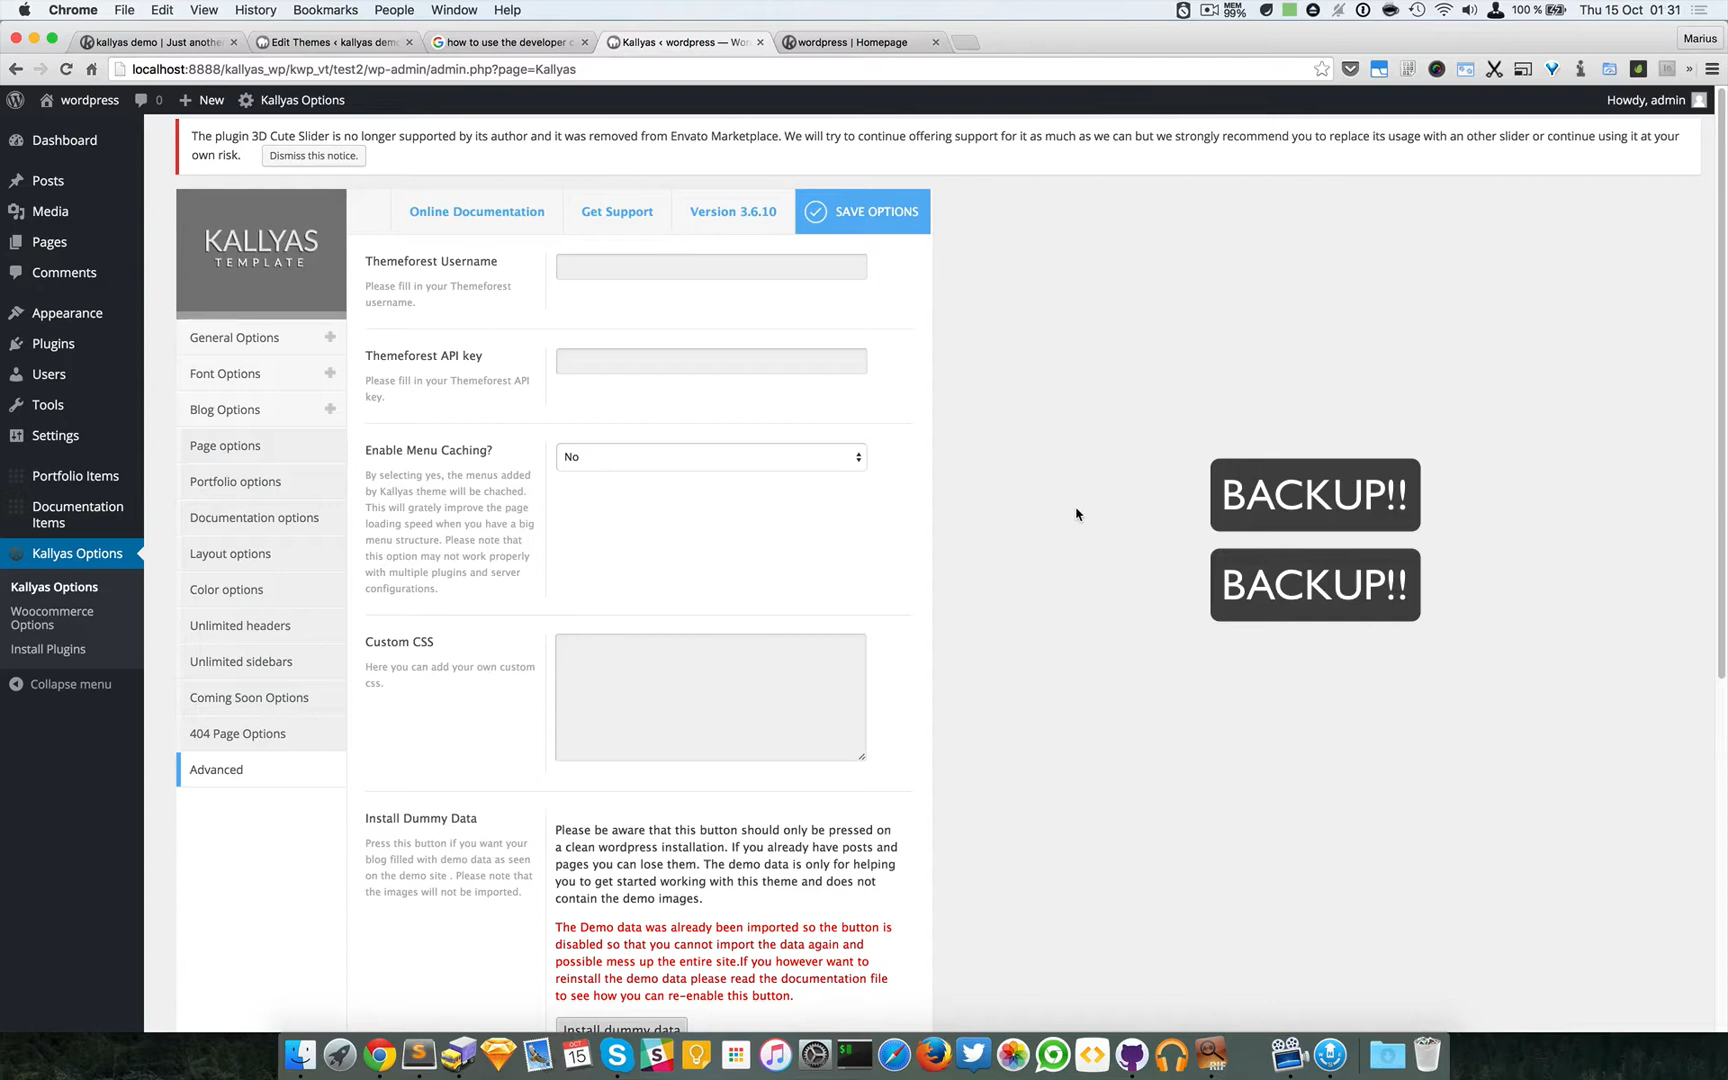 Chrome File Edit View History Bookmarks People Window Help MEM 99% 100 % Thu 15 Oct 01 31
kallyas demo | Just anothe Edit Themes ‹ kallyas dem how to use the developer c Kallyas ‹ wordpress — Wor wordpress | Homepage Marius
localhost:8888/kallyas_wp/kwp_vt/test2/wp-admin/admin.php?page=Kallyas
wordpress 0 New Kallyas Options Howdy, admin
The plugin 3D Cute Slider is no longer supported by its author and it was removed from Envato Marketplace. We will try to continue offering support for it as much as we can but we strongly recommend you to replace its usage with an other slider or continue using it at your
own risk. Dismiss this notice.
Dashboard
Posts
Media
Pages
Comments
Appearance
Plugins
Users
Tools
Settings
Portfolio Items
Documentation
Items
Kallyas Options
Kallyas Options
Woocommerce
Options
Install Plugins
Collapse menu
KALLYAS
TEMPLATE
General Options
Font Options
Blog Options
Page options
Portfolio options
Documentation options
Layout options
Color options
Unlimited headers
Unlimited sidebars
Coming Soon Options
404 Page Options
Advanced
Online Documentation Get Support Version 3.6.10 SAVE OPTIONS
Themeforest Username
Please fill in your Themeforest
username.
Themeforest API key
Please fill in your Themeforest API
key.
Enable Menu Caching?
No
By selecting yes, the menus added
by Kallyas theme will be chached.
This will grately improve the page
loading speed when you have a big
menu structure. Please note that
this option may not work properly
with multiple plugins and server
configurations.
Custom CSS
Here you can add your own custom
css.
Install Dummy Data
Press this button if you want your
blog filled with demo data as seen
on the demo site . Please note that
the images will not be imported.
Please be aware that this button should only be pressed on
a clean wordpress installation. If you already have posts and
pages you can lose them. The demo data is only for helping
you to get started working with this theme and does not
contain the demo images.
The Demo data was already been imported so the button is
disabled so that you cannot import the data again and
possible mess up the entire site.If you however want to
reinstall the demo data please read the documentation file
to see how you can re-enable this button.
Install dummy data
BACKUP!!
BACKUP!!
OCT
15
RIF